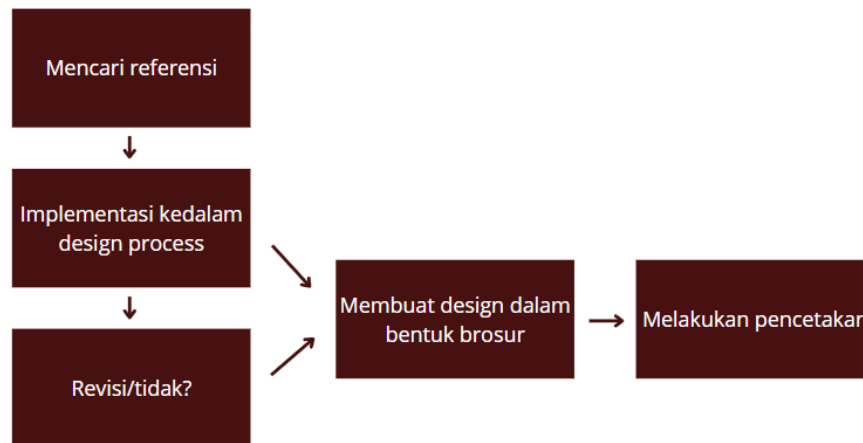 Mencari referensi
Implementasi kedalam
design process
Revisi/tidak?
Membuat design dalam
bentuk brosur
Melakukan pencetakan